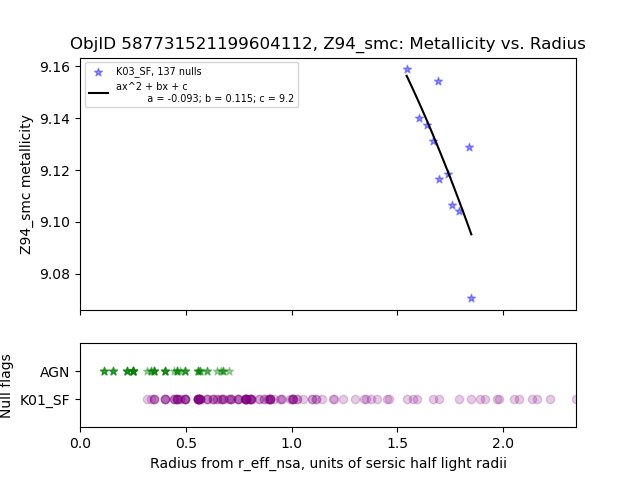 ObjID 587731521199604112, Z94_smc: Metallicity vs. Radius
K03_SF, 137 nulls
ax^2 + bx + c
a = -0.093; b = 0.115; c = 9.2
Z94_smc metallicity
9.16
9.14
9.12
9.10
9.08
Null flags
AGN
K01_SF
0.0 0.5 1.0 1.5 2.0
Radius from r_eff_nsa, units of sersic half light radii